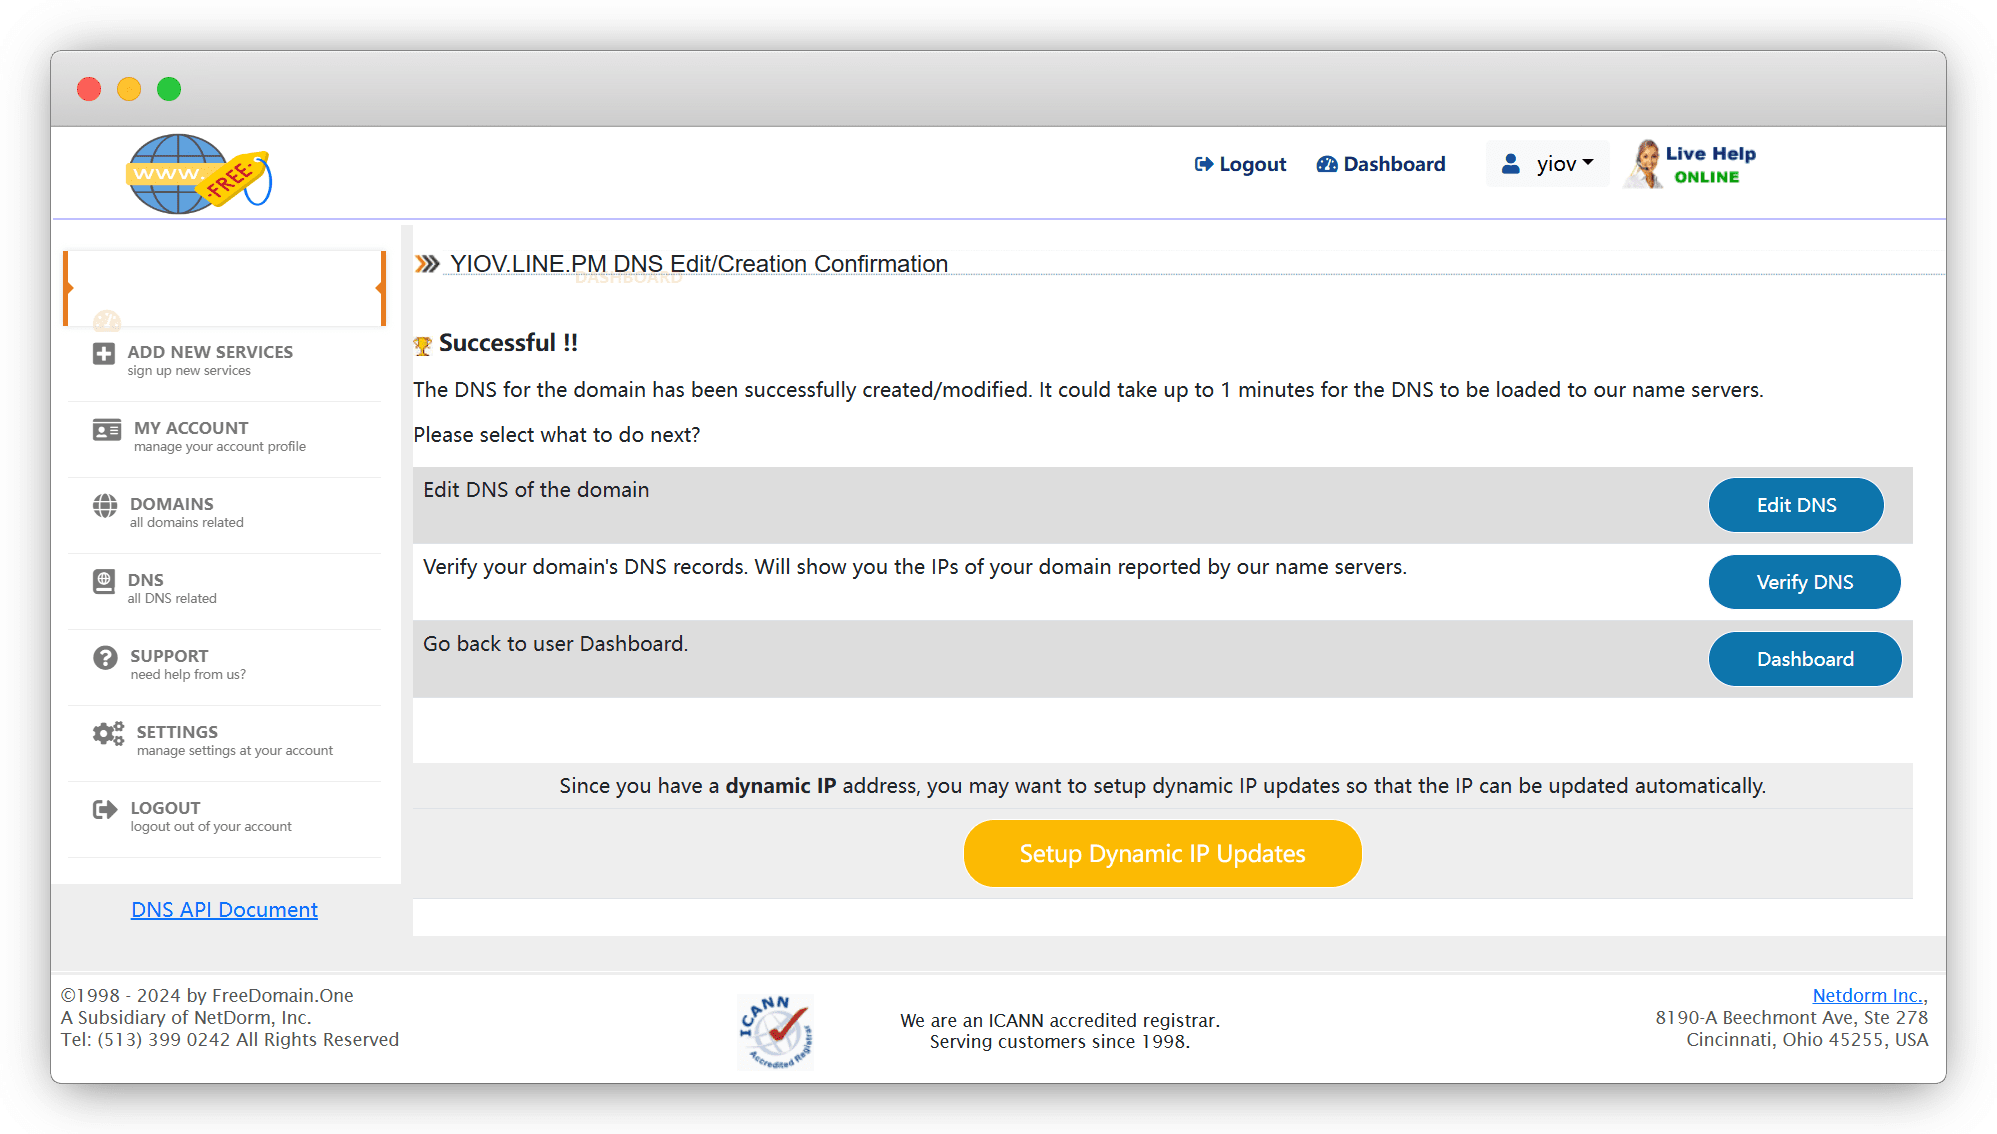 www.
-FREE-
Logout
Dashboard
yiov
Live Help
ONLINE
YIOV.LINE.PM DNS Edit/Creation Confirmation
DASHBOARD
ADD NEW SERVICES
sign up new services
MY ACCOUNT
manage your account profile
DOMAINS
all domains related
DNS
all DNS related
SUPPORT
need help from us?
SETTINGS
manage settings at your account
LOGOUT
logout out of your account
DNS API Document
Successful !!
The DNS for the domain has been successfully created/modified. It could take up to 1 minutes for the DNS to be loaded to our name servers.
Please select what to do next?
Edit DNS of the domain
Edit DNS
Verify your domain's DNS records. Will show you the IPs of your domain reported by our name servers.
Verify DNS
Go back to user Dashboard.
Dashboard
Since you have a dynamic IP address, you may want to setup dynamic IP updates so that the IP can be updated automatically.
Setup Dynamic IP Updates
©1998 - 2024 by FreeDomain.One
A Subsidiary of NetDorm, Inc.
Tel: (513) 399 0242 All Rights Reserved
ICANN
Accredited Registrar
We are an ICANN accredited registrar.
Serving customers since 1998.
Netdorm Inc.,
8190-A Beechmont Ave, Ste 278
Cincinnati, Ohio 45255, USA